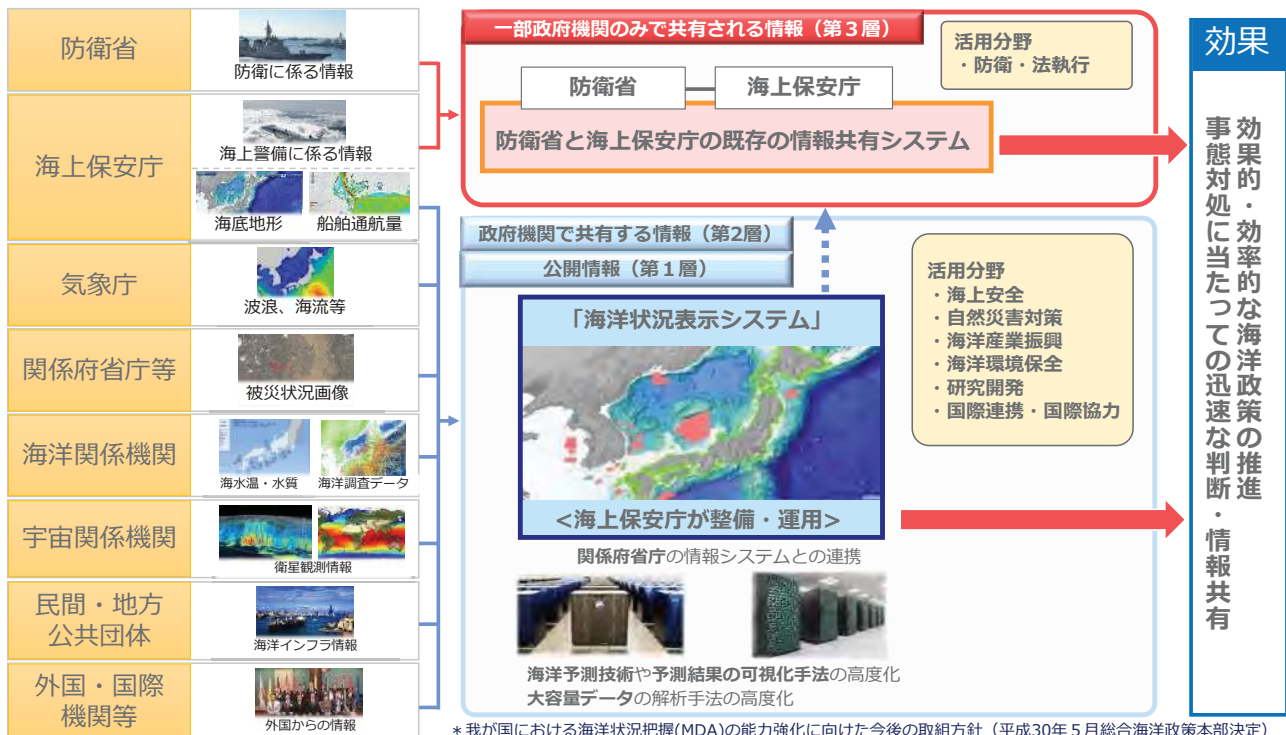 防衛省
防衛に係る情報
海上保安庁
海上警備に係る情報
海底地形
船舶通航量
気象庁
波浪、海流等
関係府省庁等
被災状況画像
海洋関係機関
海水温・水質
海洋調査データ
宇宙関係機関
衛星観測情報
民間・地方
公共団体
海洋インフラ情報
外国・国際
機関等
外国からの情報
一部政府機関のみで共有される情報（第３層）
活用分野
・防衛・法執行
防衛省
海上保安庁
防衛省と海上保安庁の既存の情報共有システム
政府機関で共有する情報（第2層）
公開情報（第１層）
「海洋状況表示システム」
<海上保安庁が整備・運用>
活用分野
・海上安全
・自然災害対策
・海洋産業振興
・海洋環境保全
・研究開発
・国際連携・国際協力
関係府省庁の情報システムとの連携
海洋予測技術や予測結果の可視化手法の高度化
大容量データの解析手法の高度化
効果
効果的・効率的な海洋政策の推進
事態対処に当たつての迅速な判断・情報共有
＊我が国における海洋状況把握(MDA)の能力強化に向けた今後の取組方針（平成30年５月総合海洋政策本部決定）